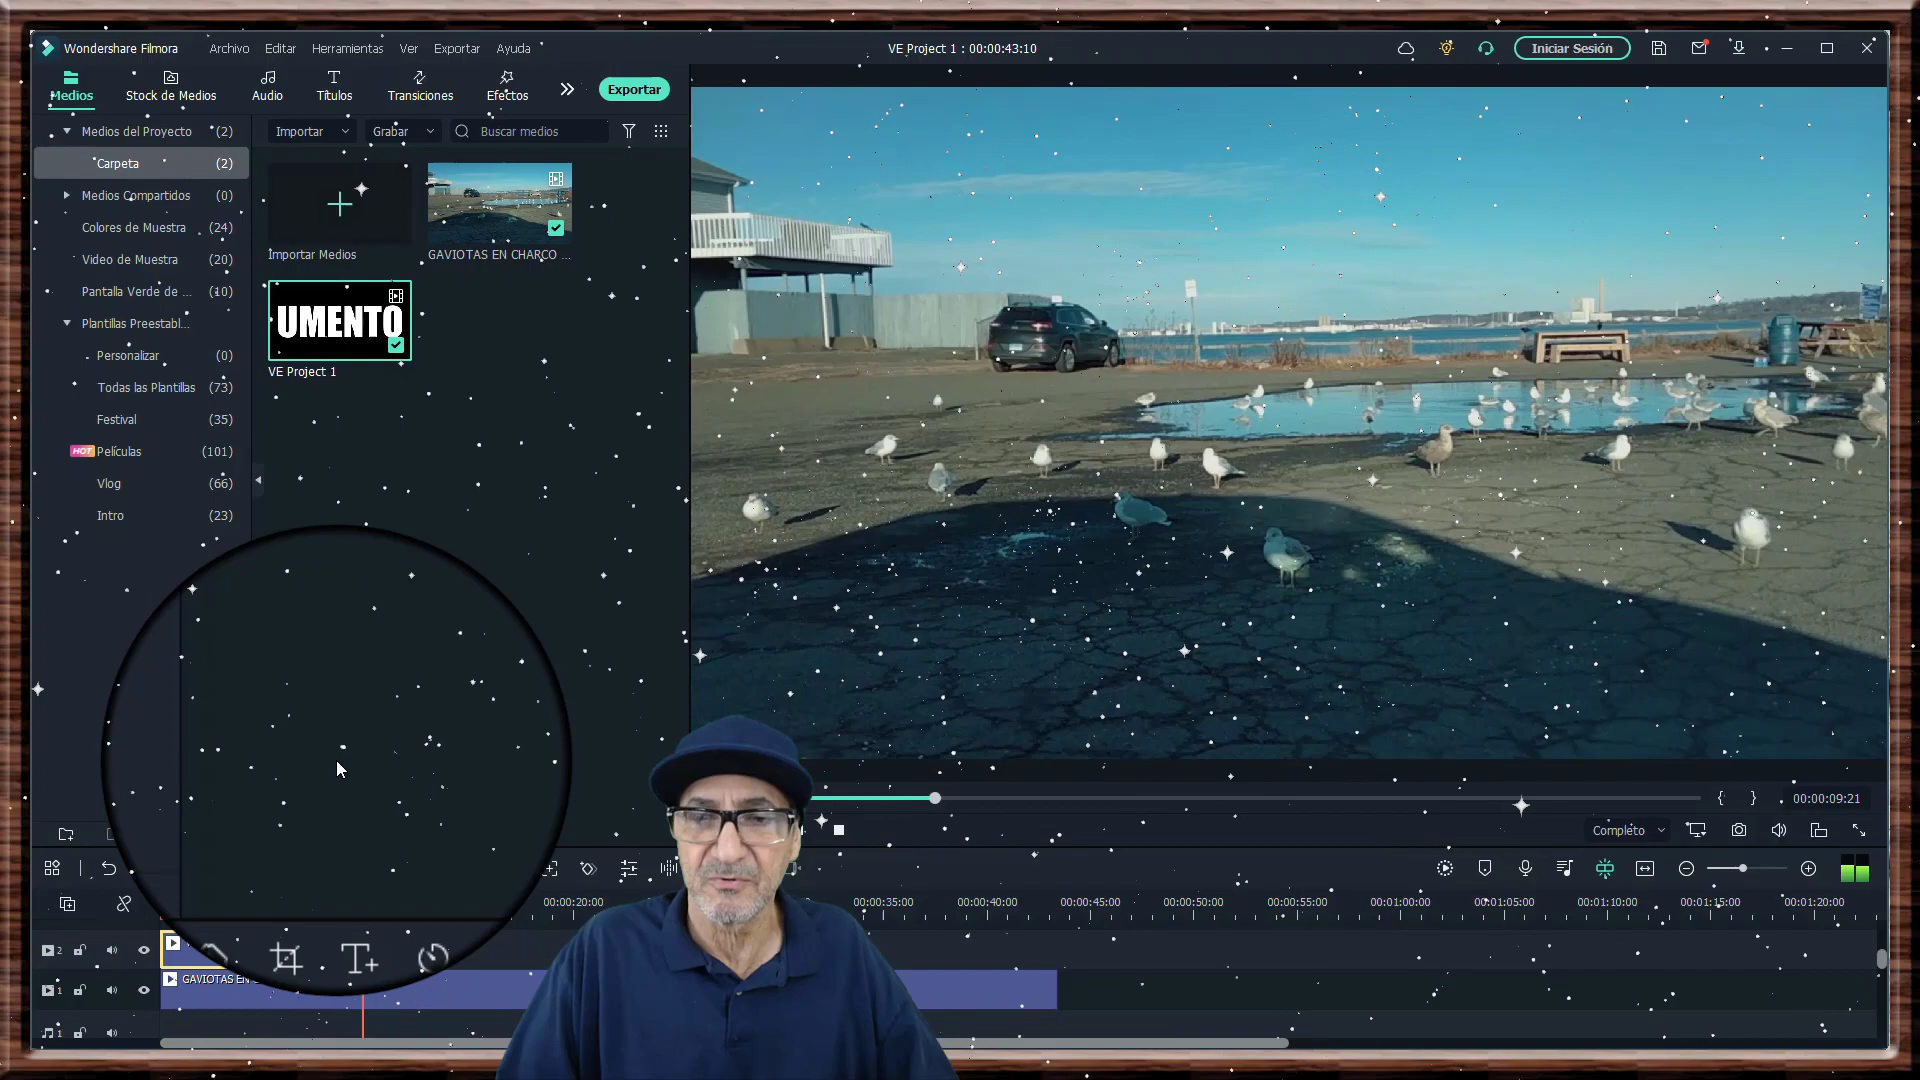 Wondershare Filmora
Archivo Editar Herramientas Ver Exportar Ayuda
VE Project 1 : 00:00:43:10
Iniciar Sesión
Medios
Stock de Medios
Audio
Títulos
Transiciones
Efectos
Exportar
Medios del Proyecto (2)
Carpeta (2)
Medios Compartidos (0)
Colores de Muestra (24)
Video de Muestra (20)
Pantalla Verde de ... (10)
Plantillas Preestabl...
Personalizar (0)
Todas las Plantillas (73)
Festival (35)
HOT Películas (101)
Vlog (66)
Intro (23)
Importar
Grabar
Buscar medios
Importar Medios
GAVIOTAS EN CHARCO ...
UMENTO
VE Project 1
{ } 00:00:09:21
Completo
00:00:20:00 00:00:35:00 00:00:40:00 00:00:45:00 00:00:50:00 00:00:55:00 00:01:00:00 00:01:05:00 00:01:10:00 00:01:15:00 00:01:20:00
2
1
GAVIOTAS EN
1